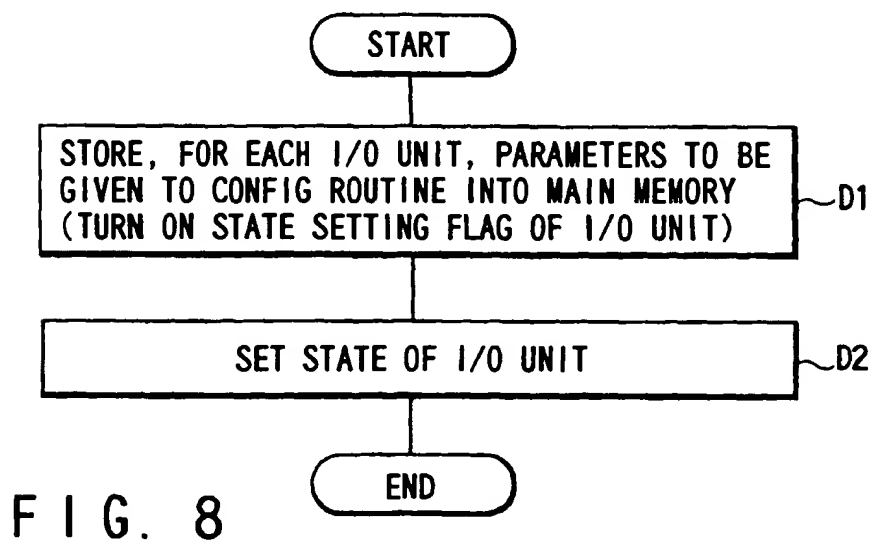 START
STORE, FOR EACH I/O UNIT, PARAMETERS TO BE
GIVEN TO CONFIG ROUTINE INTO MAIN MEMORY
(TURN ON STATE SETTING FLAG OF I/O UNIT)
D1
SET STATE OF I/O UNIT
D2
END
FIG. 8